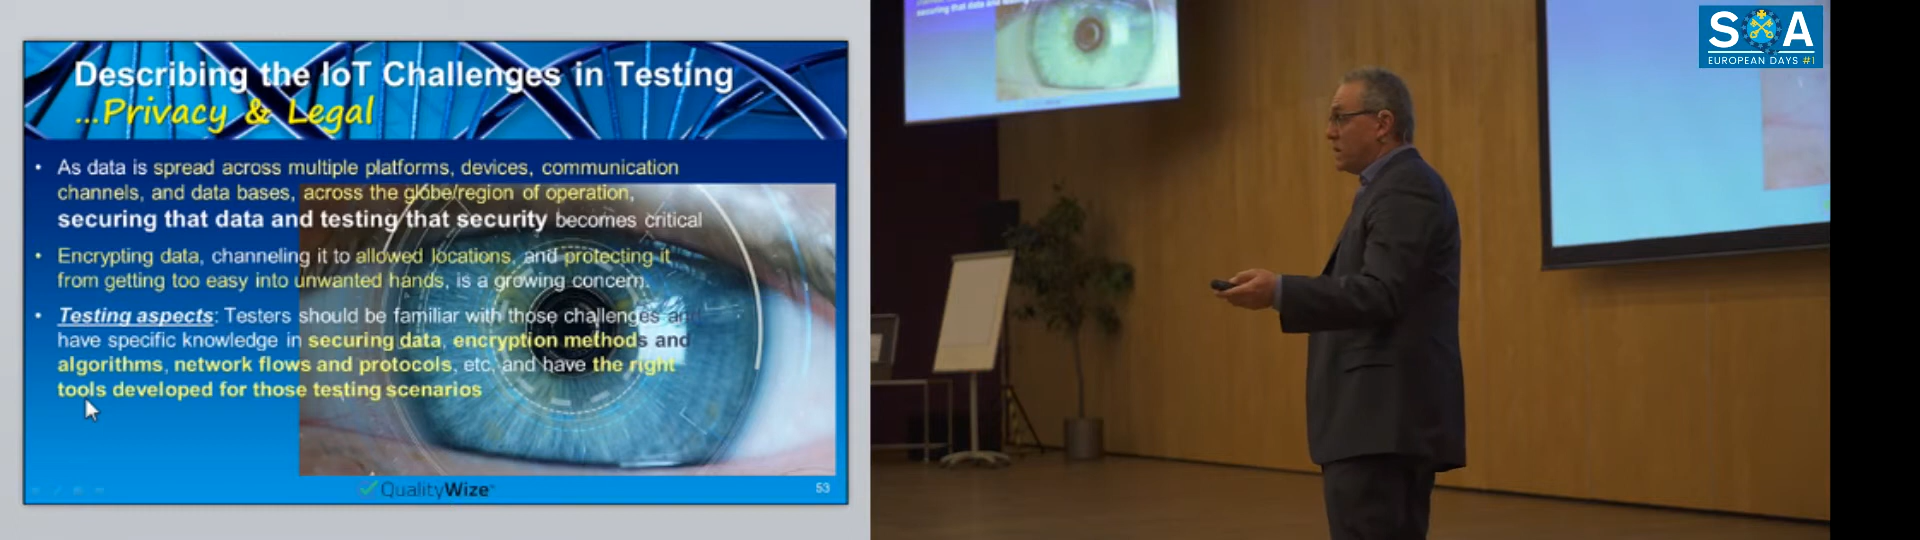 Describing the IoT Challenges in Testing
...Privacy & Legal
• As data is spread across multiple platforms, devices, communication
channels, and data bases, across the globe/region of operation,
securing that data and testing that security becomes critical
• Encrypting data, channeling it to allowed locations, and protecting it
from getting too easy into unwanted hands, is a growing concern.
• Testing aspects: Testers should be familiar with those challenges and
have specific knowledge in securing data, encryption methods and
algorithms, network flows and protocols, etc, and have the right
tools developed for those testing scenarios
QualityWize
53
securing that data and testing
S A
EUROPEAN DAYS #1